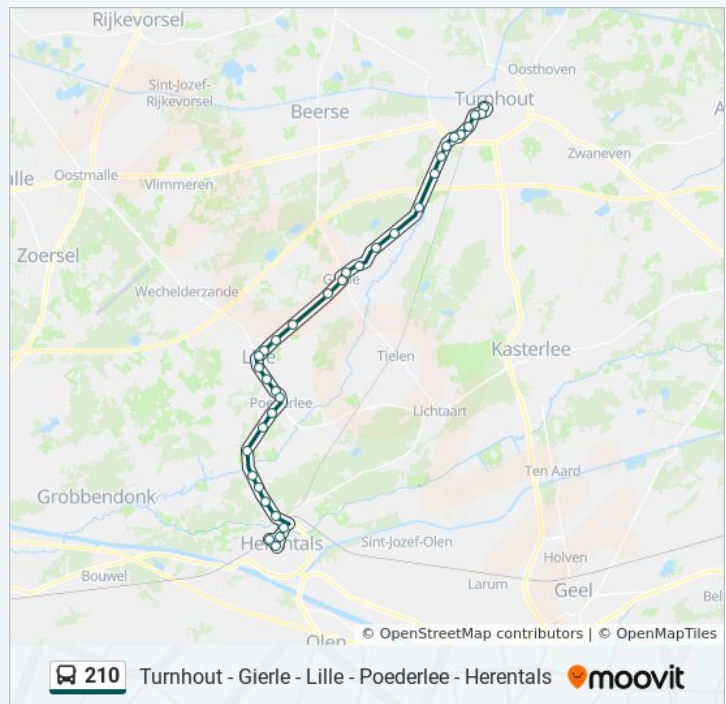 Rijkevorsel
Oosthoven
Turnhout
Sint-Jozef-
Rijkevorsel
Beerse
A
Zwaneven
Oostmalle
alle
Vlimmeren
Zoersel
Gierle
Wechelderzande
Lille
Tielen
Kasterlee
Poederlee
Lichtaart
Ten Aard
Grobbendonk
Herentals
Sint-Jozef-Olen
Holven
Bouwel
Larum
Geel
Bel
Olen
© OpenStreetMap contributors | © OpenMapTiles
210 Turnhout - Gierle - Lille - Poederlee - Herentals moovit